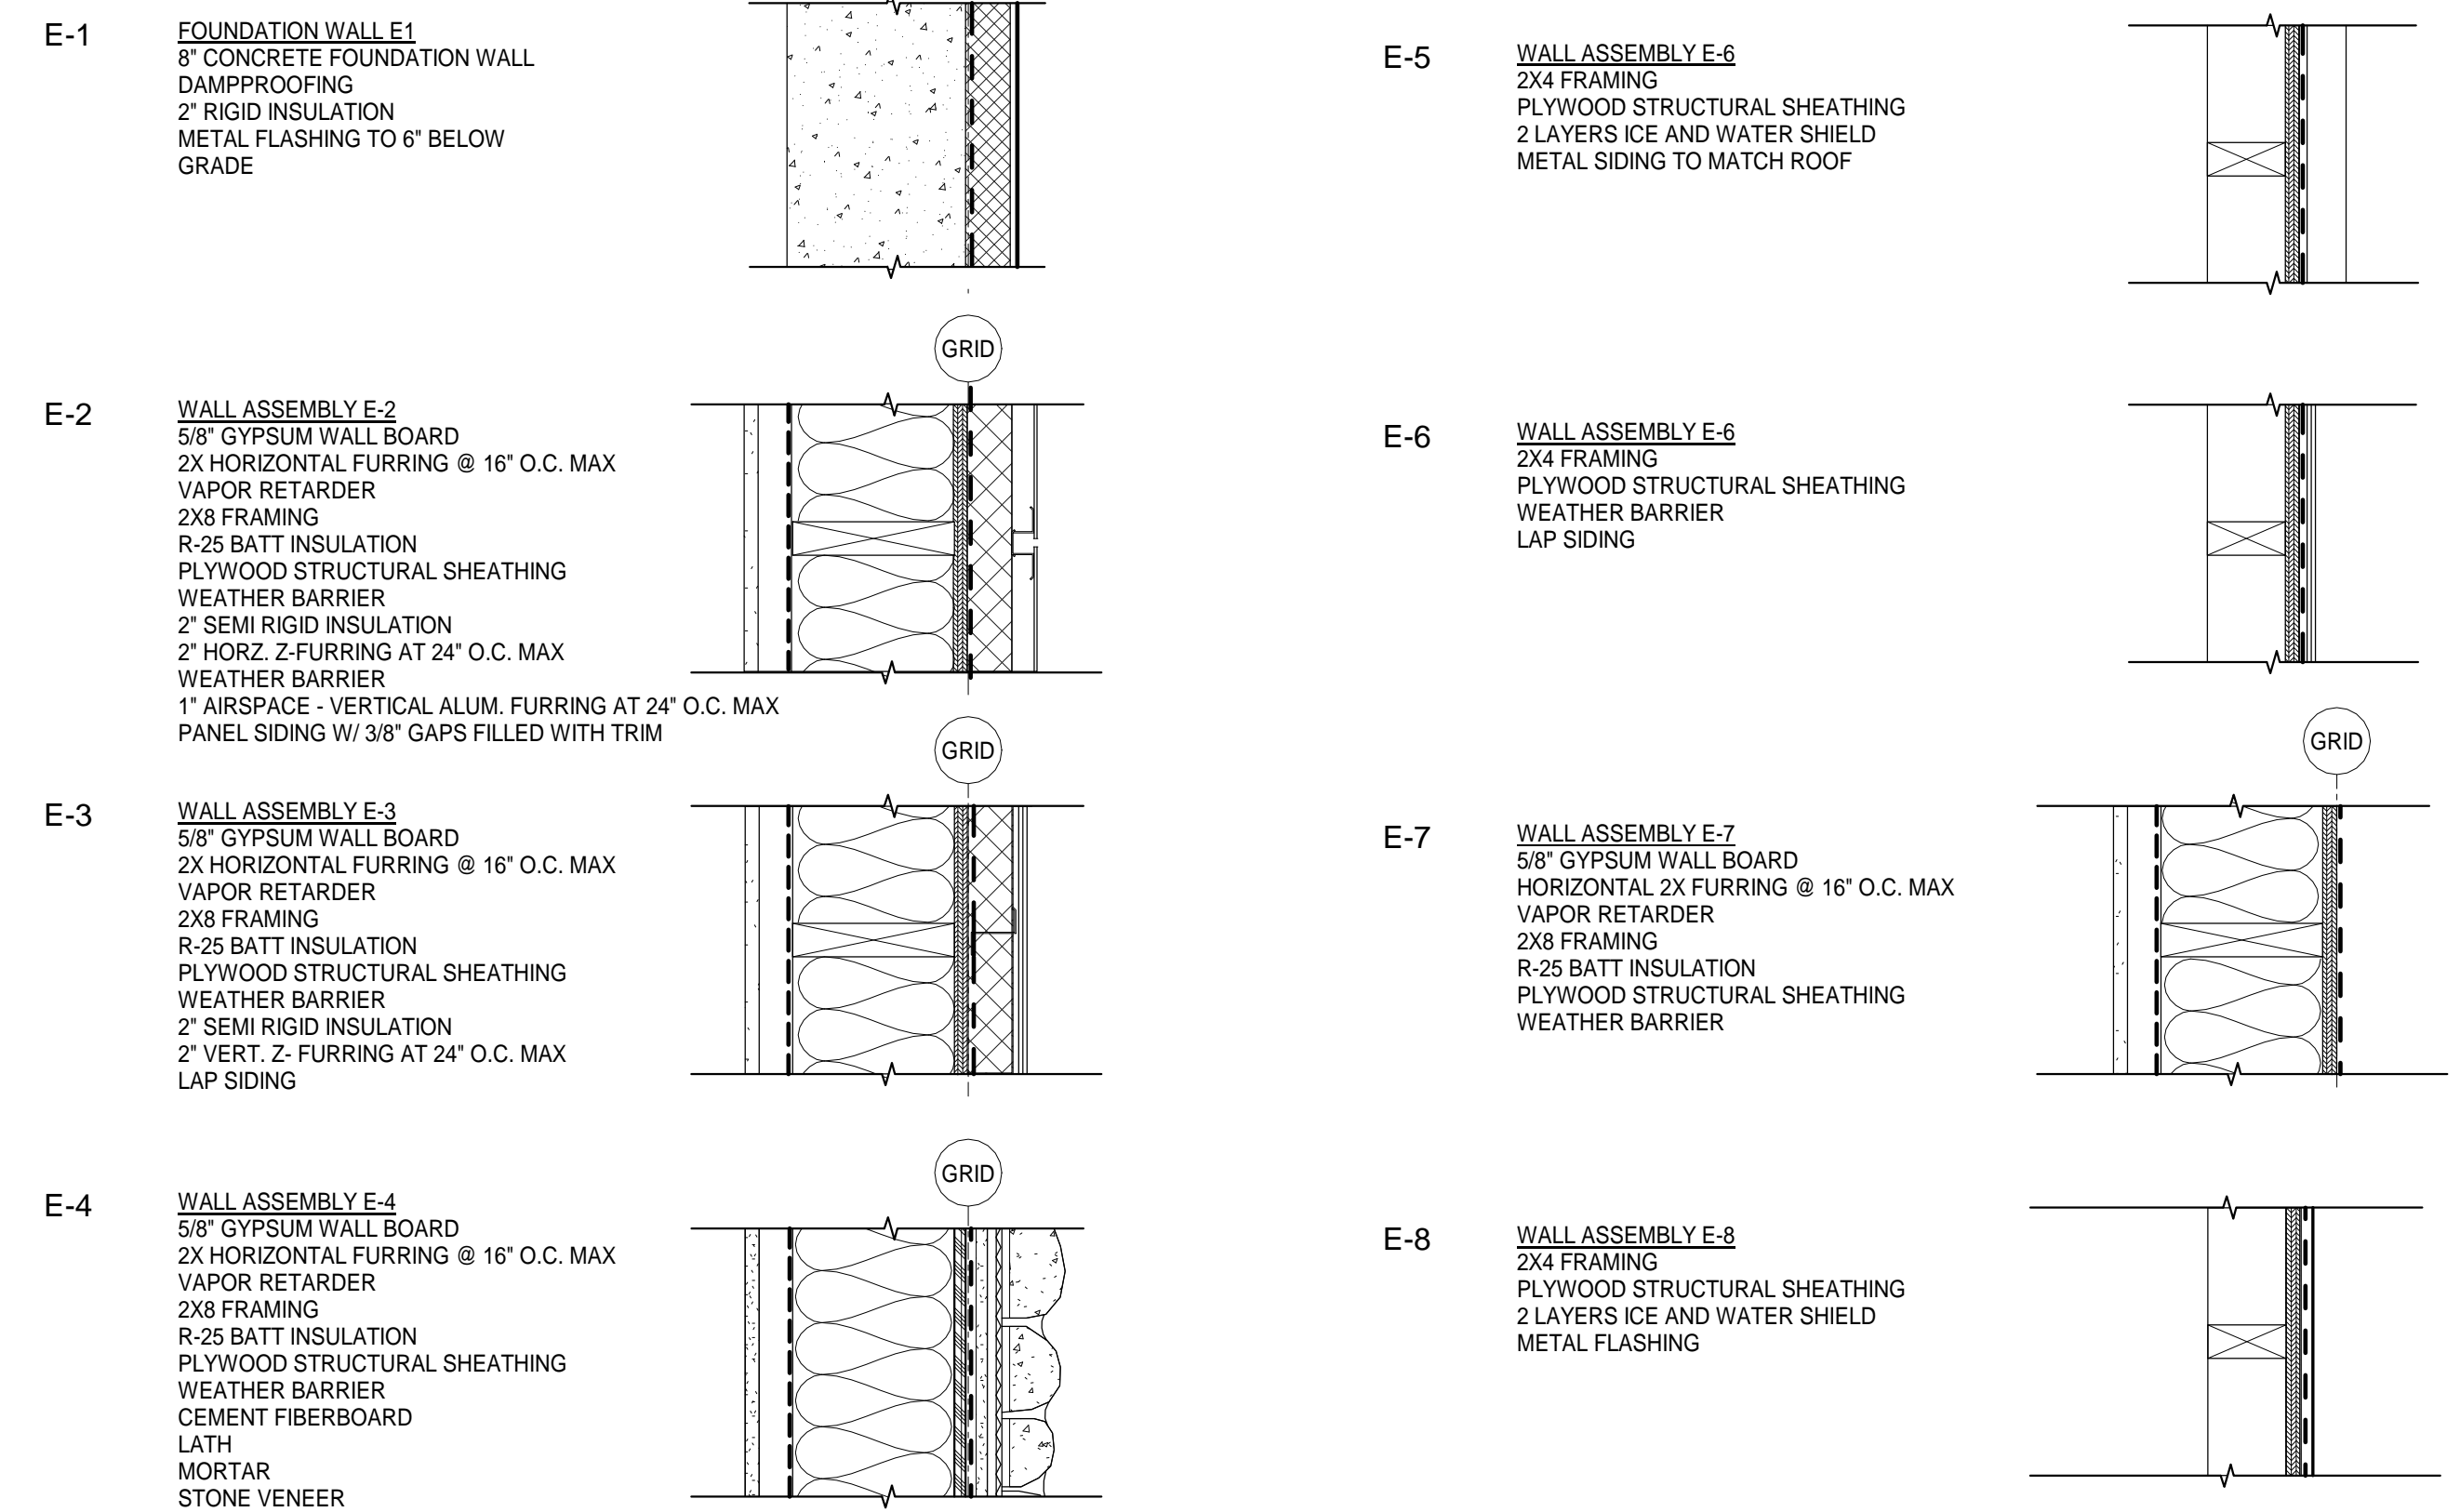 E-1
FOUNDATION WALL E1
8" CONCRETE FOUNDATION WALL
DAMPPROOFING
2" RIGID INSULATION
METAL FLASHING TO 6" BELOW
GRADE
GRID
E-2
WALL ASSEMBLY E-2
5/8" GYPSUM WALL BOARD
2X HORIZONTAL FURRING @ 16" O.C. MAX
VAPOR RETARDER
2X8 FRAMING
R-25 BATT INSULATION
PLYWOOD STRUCTURAL SHEATHING
WEATHER BARRIER
2" SEMI RIGID INSULATION
2" HORZ. Z-FURRING AT 24" O.C. MAX
WEATHER BARRIER
1" AIRSPACE - VERTICAL ALUM. FURRING AT 24" O.C. MAX
PANEL SIDING W/ 3/8" GAPS FILLED WITH TRIM
GRID
E-3
WALL ASSEMBLY E-3
5/8" GYPSUM WALL BOARD
2X HORIZONTAL FURRING @ 16" O.C. MAX
VAPOR RETARDER
2X8 FRAMING
R-25 BATT INSULATION
PLYWOOD STRUCTURAL SHEATHING
WEATHER BARRIER
2" SEMI RIGID INSULATION
2" VERT. Z- FURRING AT 24" O.C. MAX
LAP SIDING
GRID
E-4
WALL ASSEMBLY E-4
5/8" GYPSUM WALL BOARD
2X HORIZONTAL FURRING @ 16" O.C. MAX
VAPOR RETARDER
2X8 FRAMING
R-25 BATT INSULATION
PLYWOOD STRUCTURAL SHEATHING
WEATHER BARRIER
CEMENT FIBERBOARD
LATH
MORTAR
STONE VENEER
E-5
WALL ASSEMBLY E-6
2X4 FRAMING
PLYWOOD STRUCTURAL SHEATHING
2 LAYERS ICE AND WATER SHIELD
METAL SIDING TO MATCH ROOF
E-6
WALL ASSEMBLY E-6
2X4 FRAMING
PLYWOOD STRUCTURAL SHEATHING
WEATHER BARRIER
LAP SIDING
GRID
E-7
WALL ASSEMBLY E-7
5/8" GYPSUM WALL BOARD
HORIZONTAL 2X FURRING @ 16" O.C. MAX
VAPOR RETARDER
2X8 FRAMING
R-25 BATT INSULATION
PLYWOOD STRUCTURAL SHEATHING
WEATHER BARRIER
E-8
WALL ASSEMBLY E-8
2X4 FRAMING
PLYWOOD STRUCTURAL SHEATHING
2 LAYERS ICE AND WATER SHIELD
METAL FLASHING